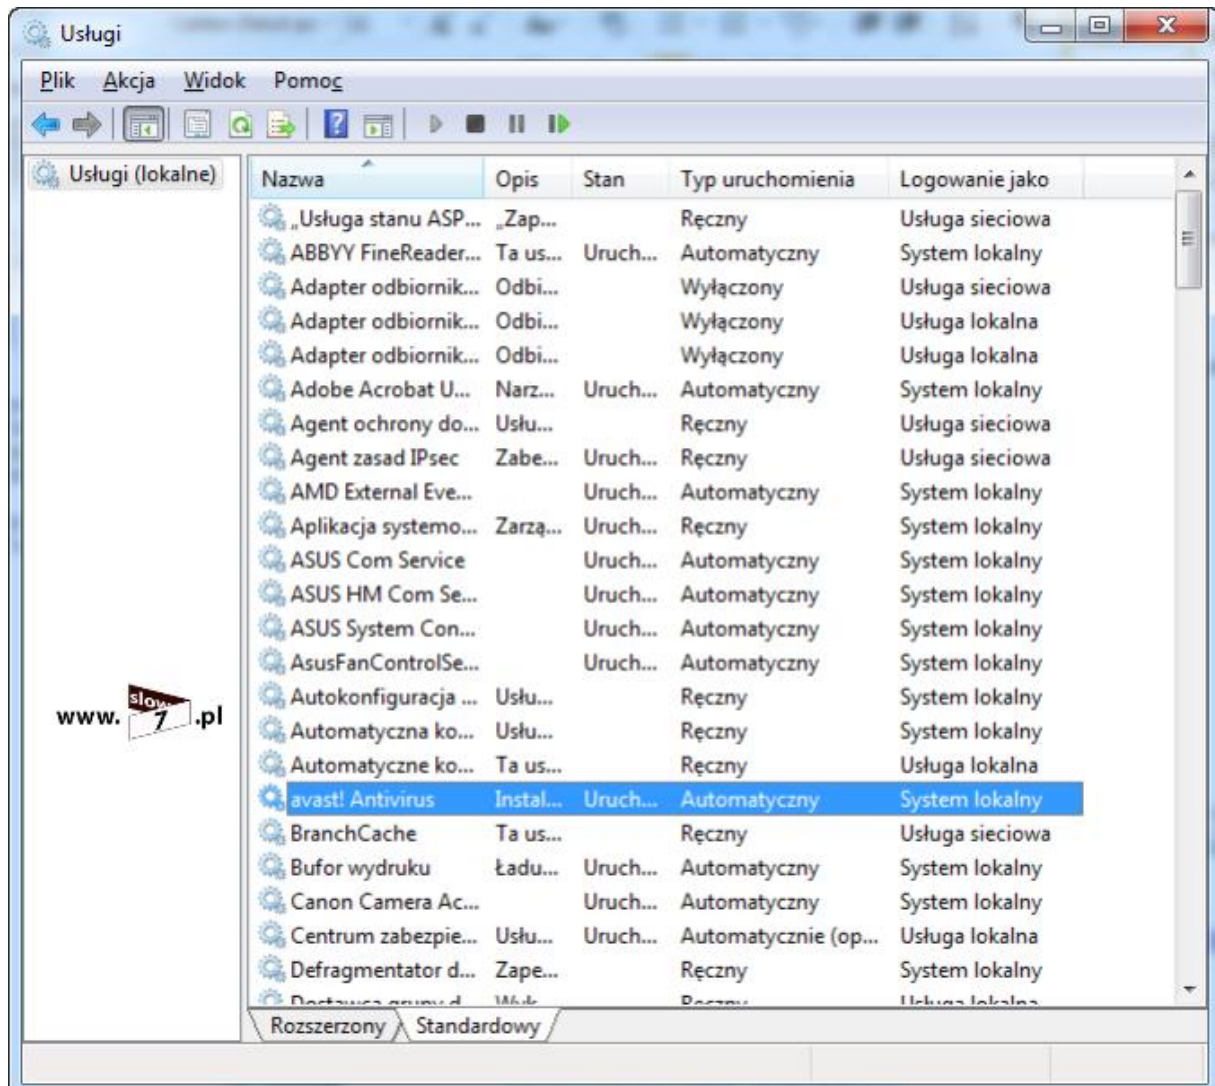 Usługi
Plik Akcja Widok Pomoc
Usługi (lokalne)
Nazwa Opis Stan Typ uruchomienia Logowanie jako
„Usługa stanu ASP... „Zap... Ręczny Usługa sieciowa
ABBYY FineReader... Ta us... Uruch... Automatyczny System lokalny
Adapter odbiornik... Odbi... Wyłączony Usługa sieciowa
Adapter odbiornik... Odbi... Wyłączony Usługa lokalna
Adapter odbiornik... Odbi... Wyłączony Usługa lokalna
Adobe Acrobat U... Narz... Uruch... Automatyczny System lokalny
Agent ochrony do... Usłu... Ręczny Usługa sieciowa
Agent zasad IPsec Zabe... Uruch... Ręczny Usługa sieciowa
AMD External Eve... Uruch... Automatyczny System lokalny
Aplikacja systemo... Zarzą... Uruch... Ręczny System lokalny
ASUS Com Service Uruch... Automatyczny System lokalny
ASUS HM Com Se... Uruch... Automatyczny System lokalny
ASUS System Con... Uruch... Automatyczny System lokalny
AsusFanControlSe... Uruch... Automatyczny System lokalny
Autokonfiguracja ... Usłu... Ręczny System lokalny
Automatyczna ko... Usłu... Ręczny System lokalny
Automatyczne ko... Ta us... Ręczny Usługa lokalna
avast! Antivirus Instal... Uruch... Automatyczny System lokalny
BranchCache Ta us... Ręczny Usługa sieciowa
Bufor wydruku Ładu... Uruch... Automatyczny System lokalny
Canon Camera Ac... Uruch... Automatyczny System lokalny
Centrum zabezpie... Usłu... Uruch... Automatycznie (op... Usługa lokalna
Defragmentator d... Zape... Ręczny System lokalny
Dostawca grupy d... Wyk... Ręczny Usługa lokalna
Rozszerzony Standardowy
www.slow7.pl